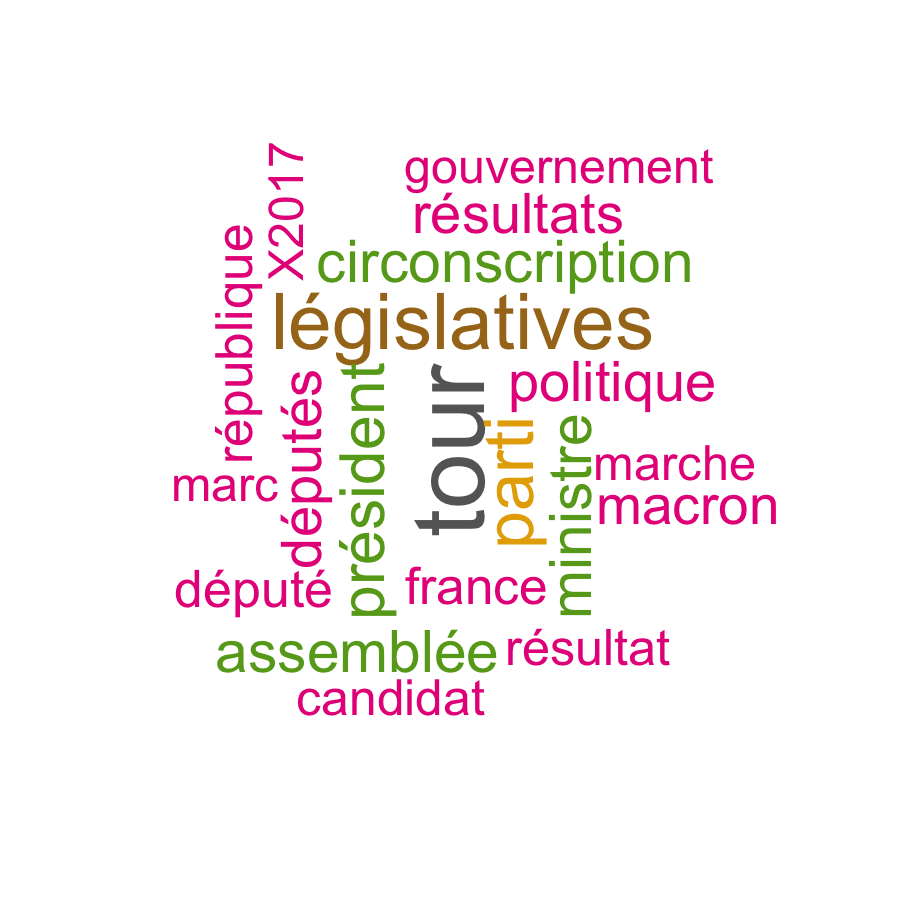 gouvernement
résultats
X2017
circonscription
république
législatives
politique
tour
président
députés
parti
ministre
marche
marc
macron
député
france
assemblée
résultat
candidat